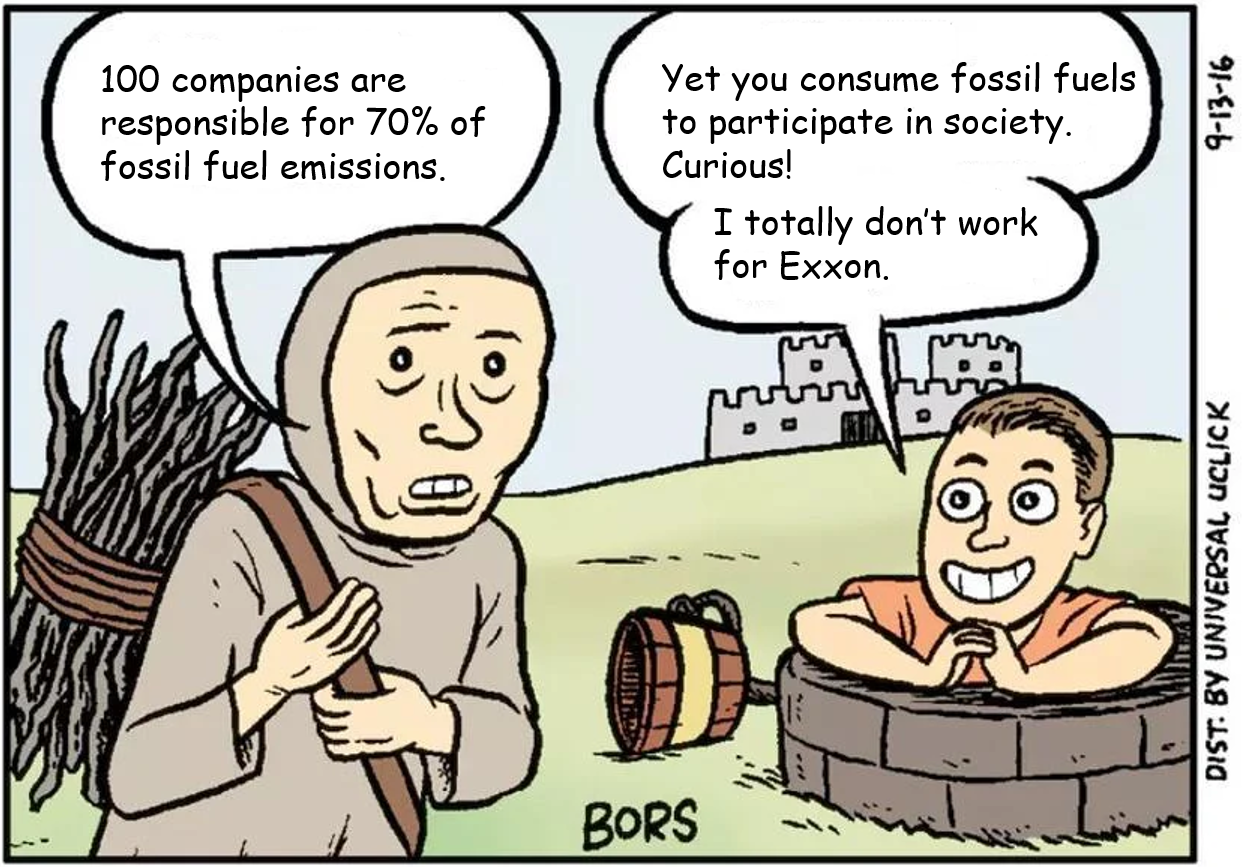 100 companies are
responsible for 70% of
fossil fuel emissions.
Yet you consume fossil fuels
to participate in society.
Curious!
I totally don't work
for Exxon.
BORS
9-13-16
DIST. BY UNIVERSAL UCLICK